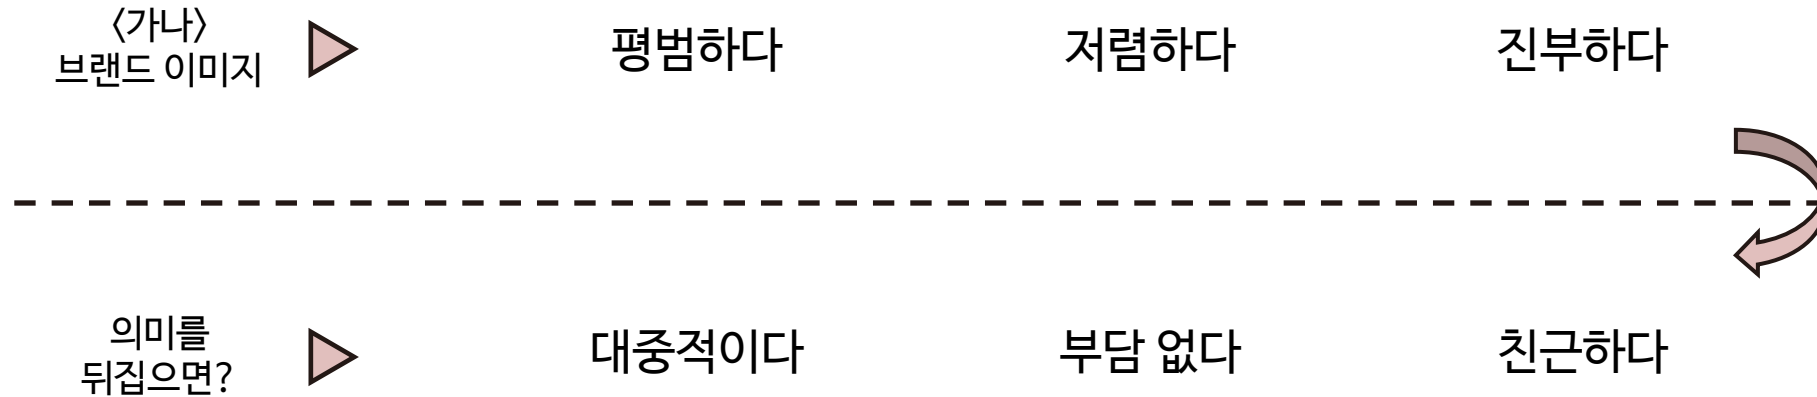 〈가나〉
브랜드 이미지
평범하다
저렴하다
진부하다
의미를
뒤집으면?
대중적이다
부담 없다
친근하다